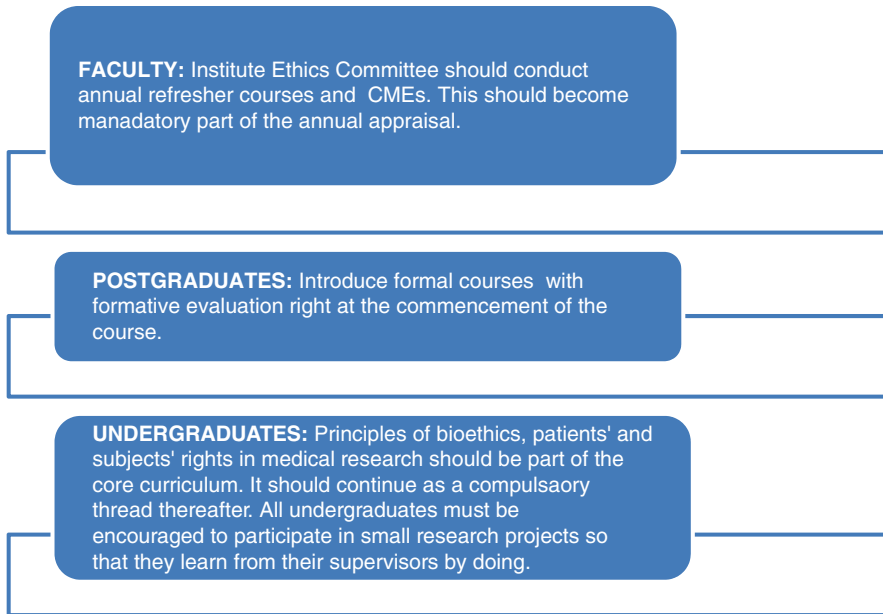 FACULTY: Institute Ethics Committee should conduct
annual refresher courses and CMEs. This should become
manadatory part of the annual appraisal.
POSTGRADUATES: Introduce formal courses with
formative evaluation right at the commencement of the
course.
UNDERGRADUATES: Principles of bioethics, patients' and
subjects' rights in medical research should be part of the
core curriculum. It should continue as a compulsaory
thread thereafter. All undergraduates must be
encouraged to participate in small research projects so
that they learn from their supervisors by doing.